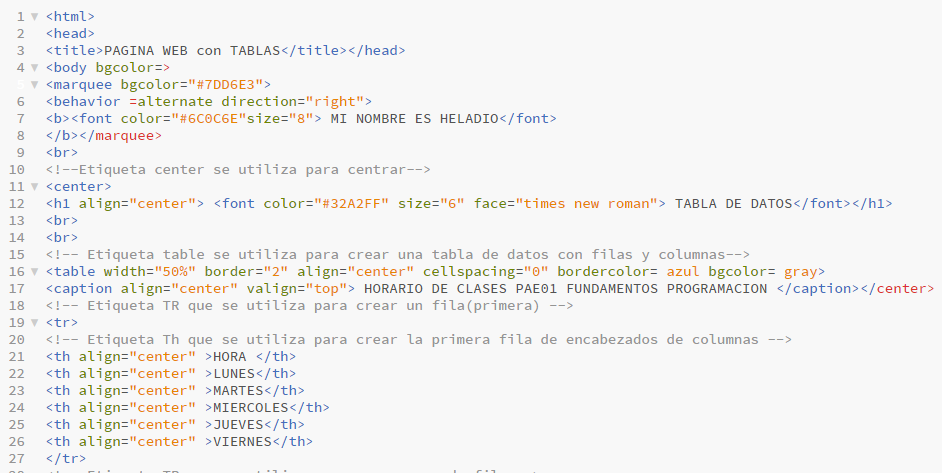 1 <html>
2 <head>
3 <title>PAGINA WEB con TABLAS</title></head>
4 <body bgcolor=>
5 <marquee bgcolor="#7DD6E3">
6 <behavior =alternate direction="right">
7 <b><font color="#6C0C6E"size="8"> MI NOMBRE ES HELADIO</font>
8 </b></marquee>
9 <br>
10 <!--Etiqueta center se utiliza para centrar-->
11 <center>
12 <h1 align="center"> <font color="#32A2FF" size="6" face="times new roman"> TABLA DE DATOS</font></h1>
13 <br>
14 <br>
15 <!-- Etiqueta table se utiliza para crear una tabla de datos con filas y columnas-->
16 <table width="50%" border="2" align="center" cellspacing="0" bordercolor= azul bgcolor= gray>
17 <caption align="center" valign="top"> HORARIO DE CLASES PAE01 FUNDAMENTOS PROGRAMACION </caption></center>
18 <!-- Etiqueta TR que se utiliza para crear un fila(primera) -->
19 <tr>
20 <!-- Etiqueta Th que se utiliza para crear la primera fila de encabezados de columnas -->
21 <th align="center" >HORA </th>
22 <th align="center" >LUNES</th>
23 <th align="center" >MARTES</th>
24 <th align="center" >MIERCOLES</th>
25 <th align="center" >JUEVES</th>
26 <th align="center" >VIERNES</th>
27 </tr>